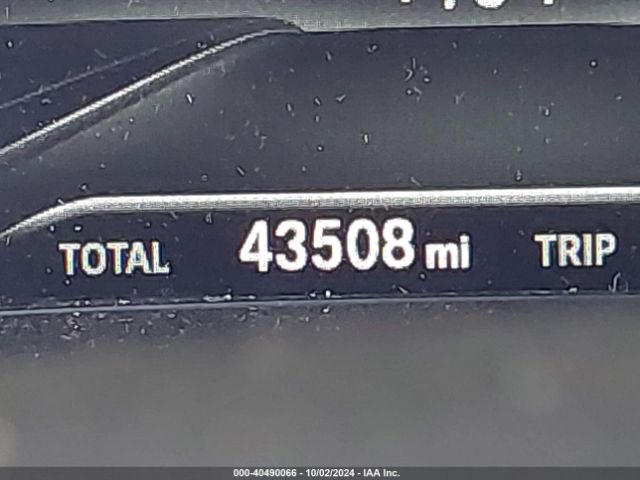 TOTAL 43508 mi TRIP
000-40490066 - 10/02/2024 - IAA Inc.